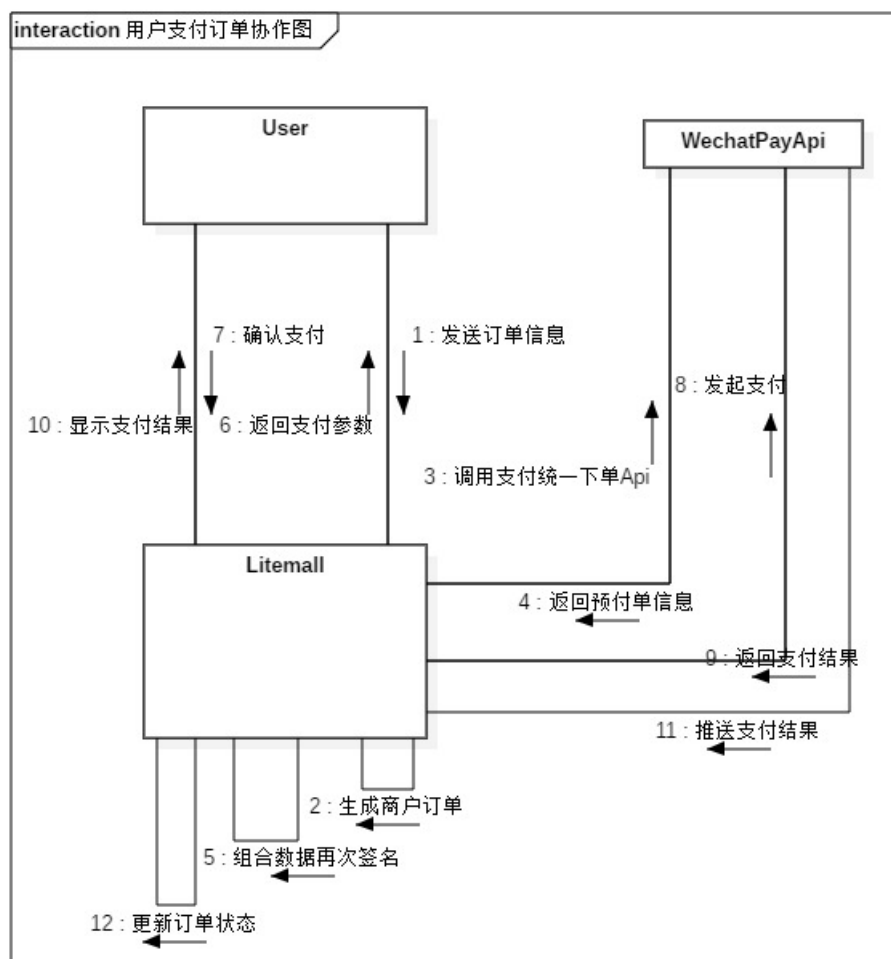 interaction 用户支付订单协作图
User
WechatPayApi
7 : 确认支付
1 : 发送订单信息
8 : 发起支付
10 : 显示支付结果
6 : 返回支付参数
3 : 调用支付统一下单Api
Litemall
4 : 返回预付单信息
9 : 返回支付结果
11 : 推送支付结果
2 : 生成商户订单
5 : 组合数据再次签名
12 : 更新订单状态